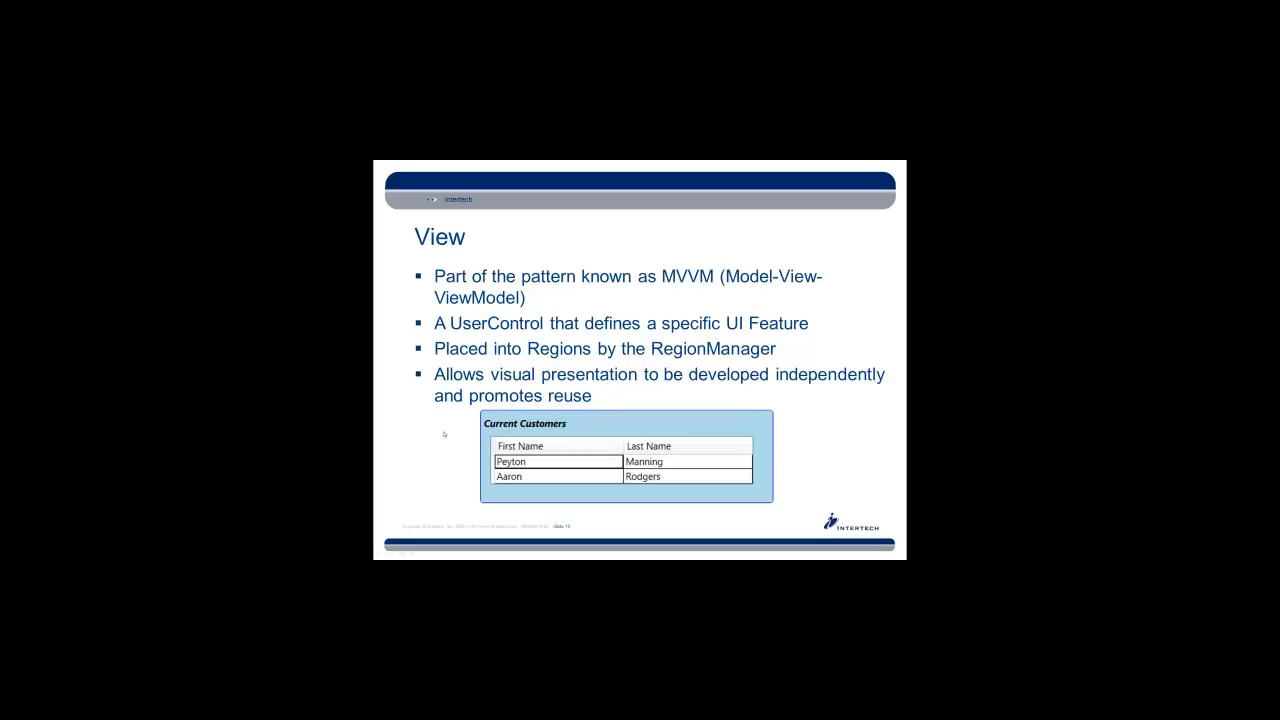 Intertech
View
Part of the pattern known as MVVM (Model-View-
ViewModel)
A UserControl that defines a specific UI Feature
Placed into Regions by the RegionManager
Allows visual presentation to be developed independently
and promotes reuse
Current Customers
First Name Last Name
Peyton Manning
Aaron Rodgers
INTERTECH